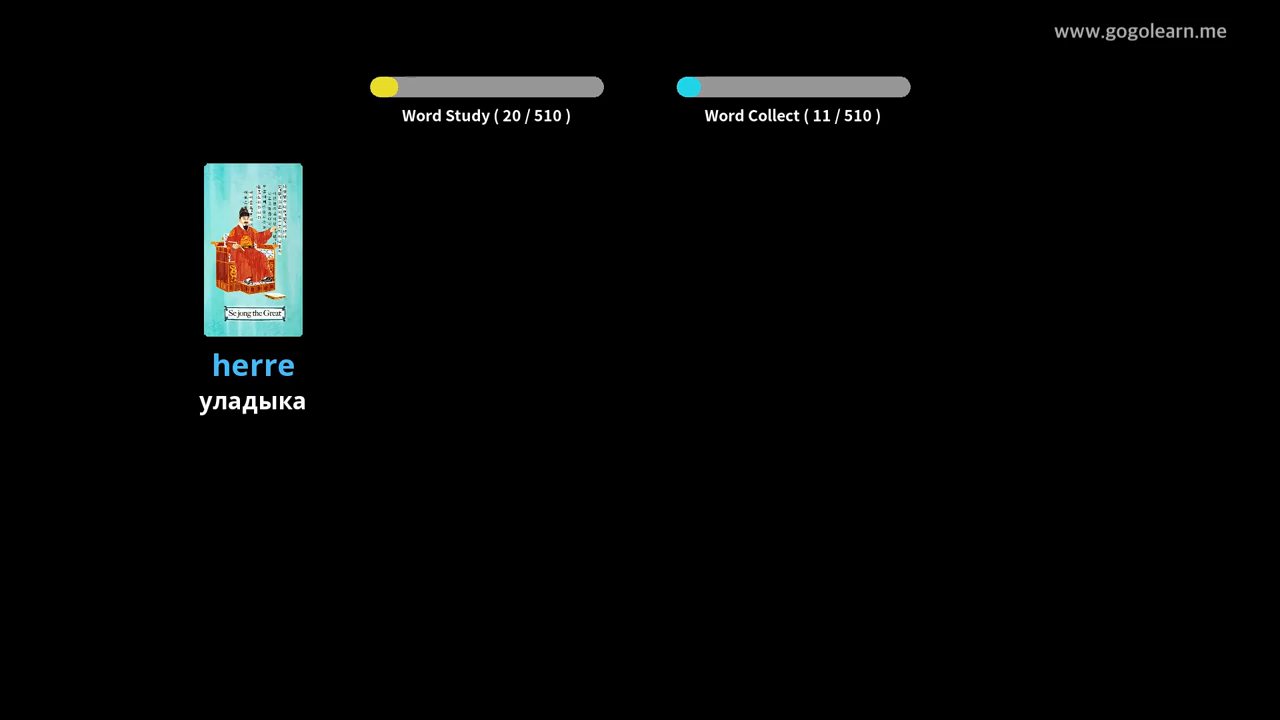 www.gogolearn.me
Word Study ( 20 / 510 )
Word Collect ( 11 / 510 )
Se jong the Great
herre
уладыка